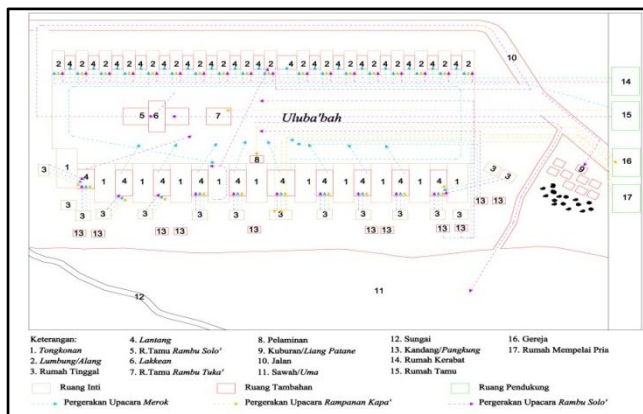 2 4 2 4 2 4 2 4 2 4 2 4 2 4 2 4 2 4 2 4 2 4 2 4 2
10
14
15
16
17
5 6
7
Uluba'bah
8
9
3 1 4 1 4 1 4 1 4 1 4 1 4 1 4 1 4 1
3 3
3 3 3 3 3 3 3 3 3 3
13 13 13 13 13 13 13 13 13 13 13 13
12
11
Keterangan:
1. Tongkonan
2. Lumbung/Alang
3. Rumah Tinggal
4. Lantang
5. R.Tamu Rambu Solo'
6. Lakkean
7. R.Tamu Rambu Tuka'
8. Pelaminan
9. Kuburan/Liang Patane
10. Jalan
11. Sawah/Uma
12. Sungai
13. Kandang/Pangkung
14. Rumah Kerabat
15. Rumah Tamu
16. Gereja
17. Rumah Mempelai Pria
Ruang Inti
Ruang Tambahan
Ruang Pendukung
Pergerakan Upacara Merok
Pergerakan Upacara Rampanan Kapa'
Pergerakan Upacara Rambu Solo'